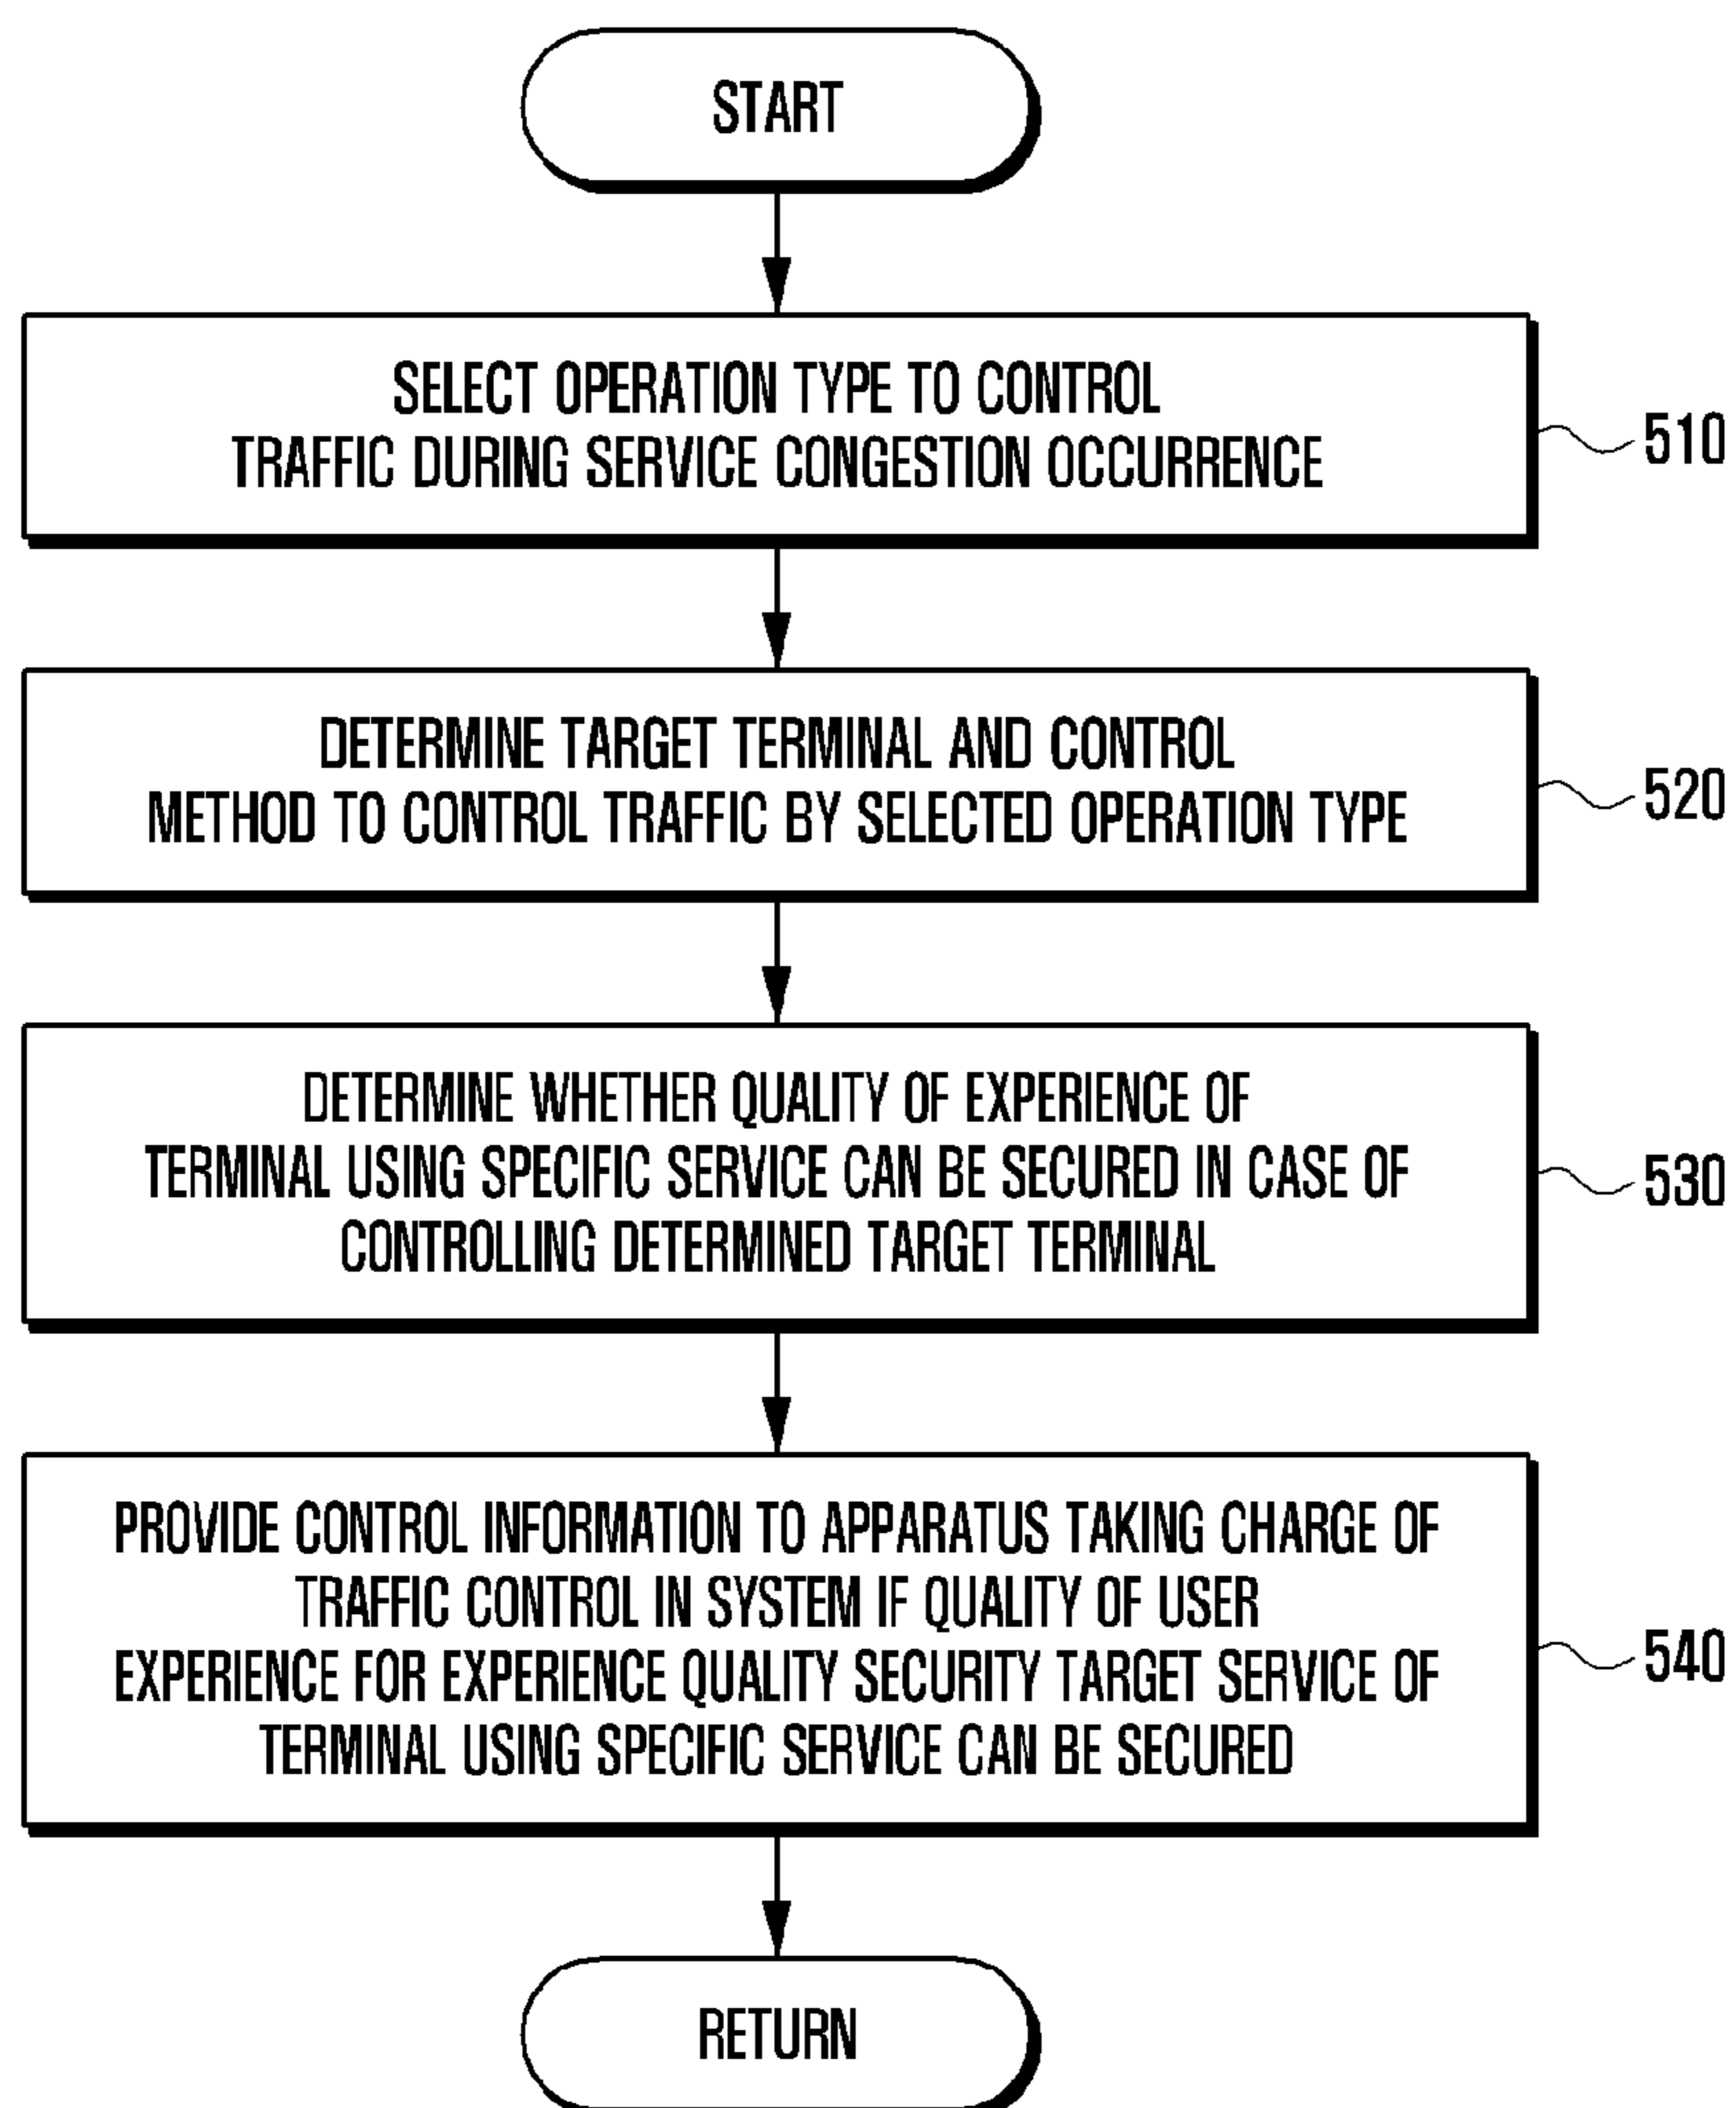 START
SELECT OPERATION TYPE TO CONTROL
TRAFFIC DURING SERVICE CONGESTION OCCURRENCE
510
DETERMINE TARGET TERMINAL AND CONTROL
METHOD TO CONTROL TRAFFIC BY SELECTED OPERATION TYPE
520
DETERMINE WHETHER QUALITY OF EXPERIENCE OF
TERMINAL USING SPECIFIC SERVICE CAN BE SECURED IN CASE OF
CONTROLLING DETERMINED TARGET TERMINAL
530
PROVIDE CONTROL INFORMATION TO APPARATUS TAKING CHARGE OF
TRAFFIC CONTROL IN SYSTEM IF QUALITY OF USER
EXPERIENCE FOR EXPERIENCE QUALITY SECURITY TARGET SERVICE OF
TERMINAL USING SPECIFIC SERVICE CAN BE SECURED
540
RETURN